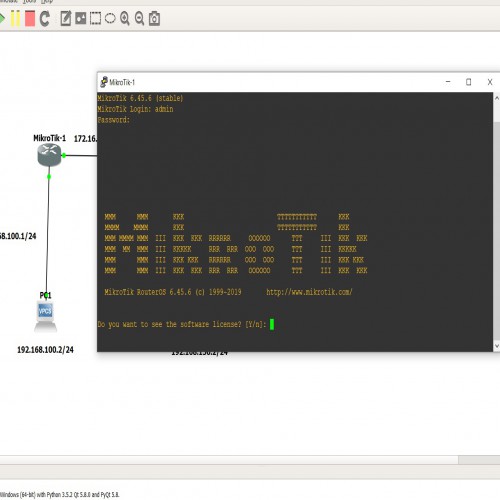 Tools Help
MikroTik-1
MikroTik 6.45.6 (stable)
MikroTik Login: admin
Password:
MikroTik-1 172.16.
MMM MMM KKK TTTTTTTTTTT KKK
MMMM MMMM KKK TTTTTTTTTTT KKK
MMM MMMM MMM III KKK KKK RRRRRR OOOOOO TTT III KKK KKK
MMM MM MMM III KKKKK RRR RRR OOO OOO TTT III KKKKK
MMM MMM III KKK KKK RRRRRR OOO OOO TTT III KKK KKK
MMM MMM III KKK KKK RRR RRR OOOOOO TTT III KKK KKK
68.100.1/24
MikroTik RouterOS 6.45.6 (c) 1999-2019 http://www.mikrotik.com/
PC1
VPCS
Do you want to see the software license? [Y/n]:
192.168.100.2/24
192.168.150.2/24
Windows (64-bit) with Python 3.5.2 Qt 5.8.0 and PyQt 5.8.